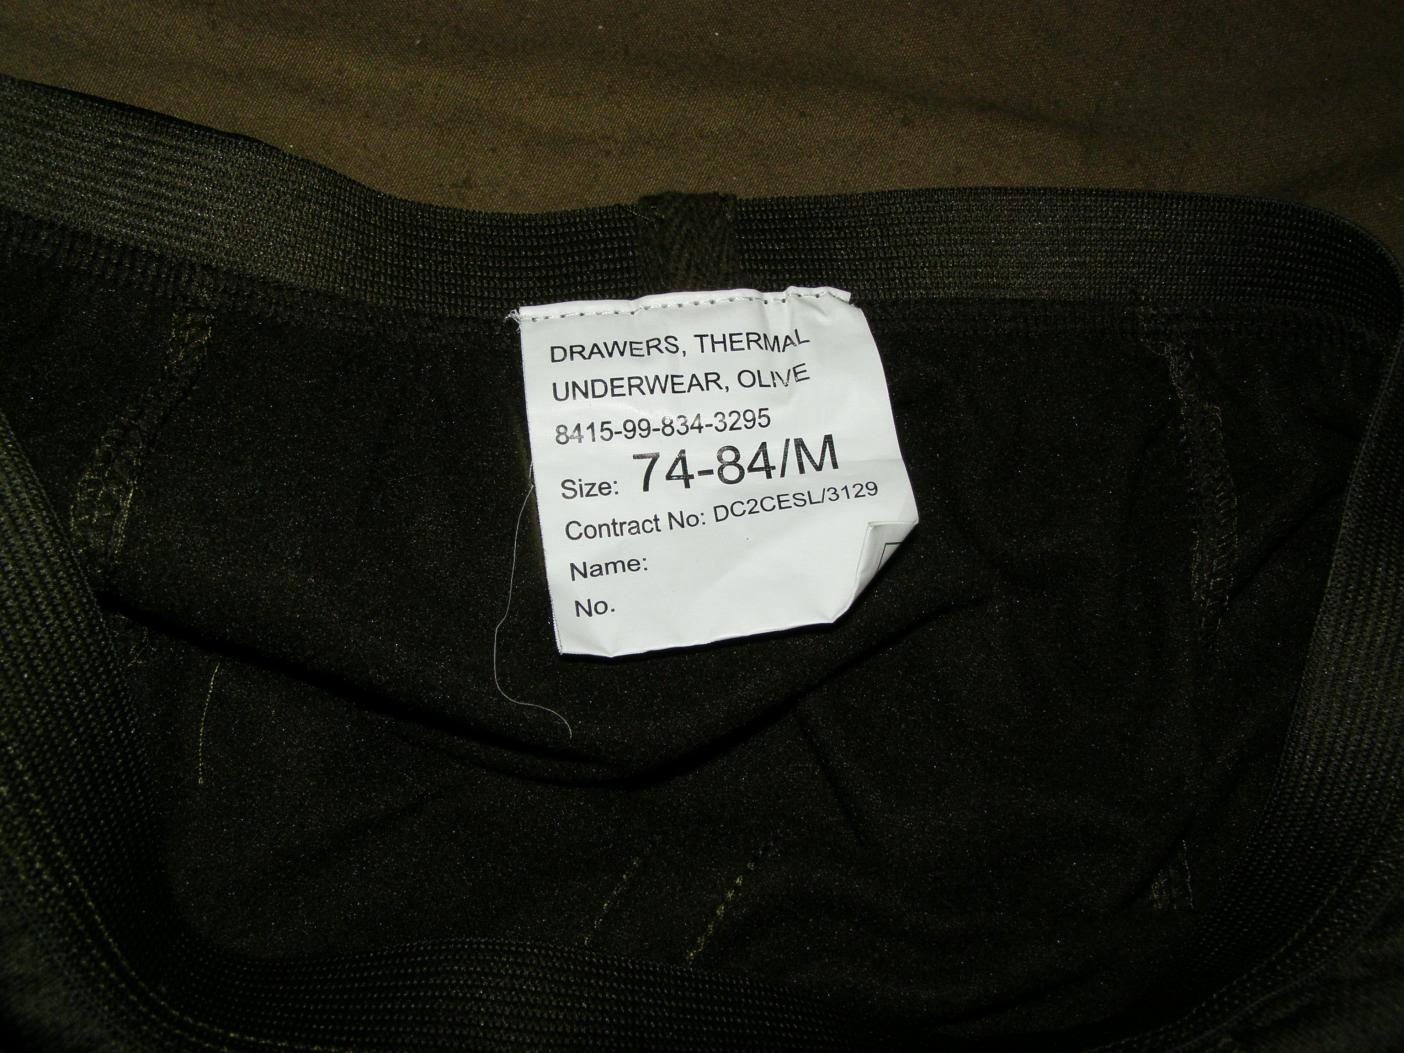 DRAWERS, THERMAL
UNDERWEAR, OLIVE
8415-99-834-3295
Size: 74-84/M
Contract No: DC2CESL/3129
Name:
No.